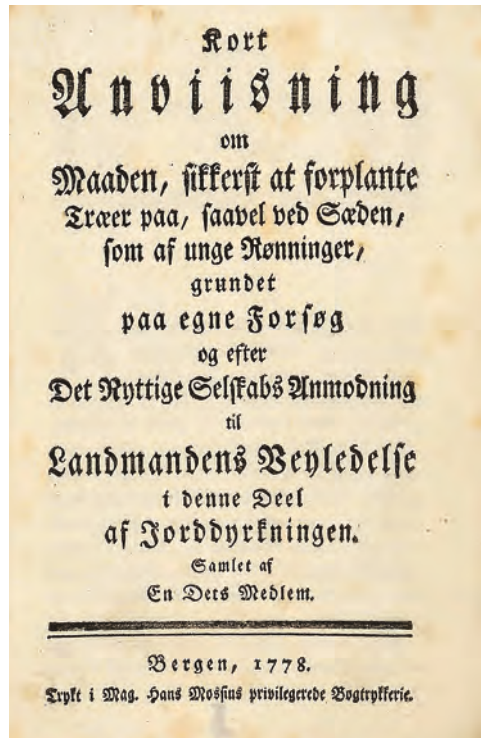 Kort
Anviisning
om
Maaden, sikkerst at forplante
Træer paa, saavel ved Sæden,
som af unge Rønninger,
grundet
paa egne Forsøg
og efter
Det Nyttige Selskabs Anmodning
til
Landmandens Veyledelse
i denne Deel
af Jorddyrkningen.
Samlet af
En Dets Medlem.
Bergen, 1778.
Trykt i Mag. Hans Mossius privilegerede Bogtrykkerie.